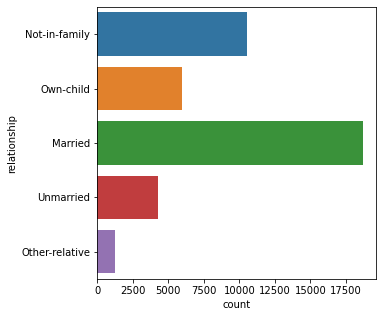 Not-in-family
Own-child
Married
Unmarried
Other-relative
relationship
0 2500 5000 7500 10000 12500 15000 17500
count